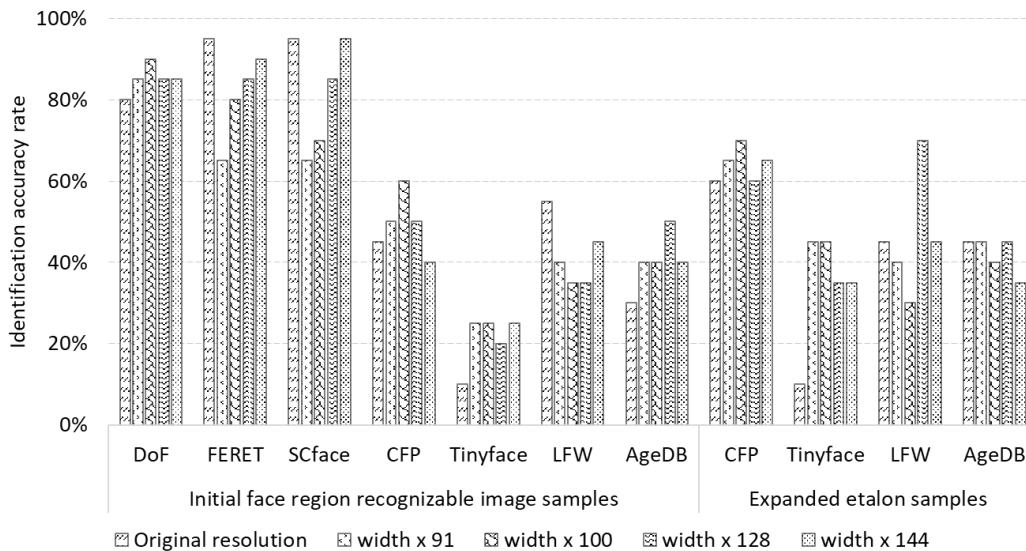 100%
80%
60%
40%
20%
0%
Identification accuracy rate
DoF FERET SCface CFP Tinyface LFW AgeDB CFP Tinyface LFW AgeDB
Initial face region recognizable image samples Expanded etalon samples
Original resolution width x 91 width x 100 width x 128 width x 144